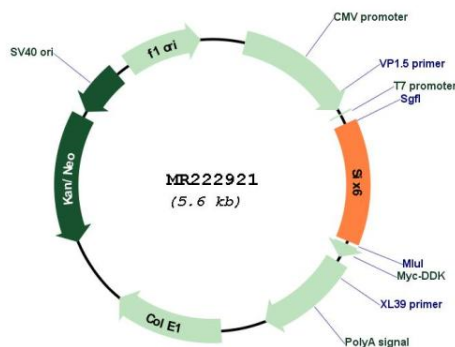 CMV promoter
VP1.5 primer
T7 promoter
SgfI
Six6
MluI
Myc-DDK
XL39 primer
PolyA signal
Col E1
Kan/Neo
SV40 ori
f1 ori
MR222921
(5.6 kb)